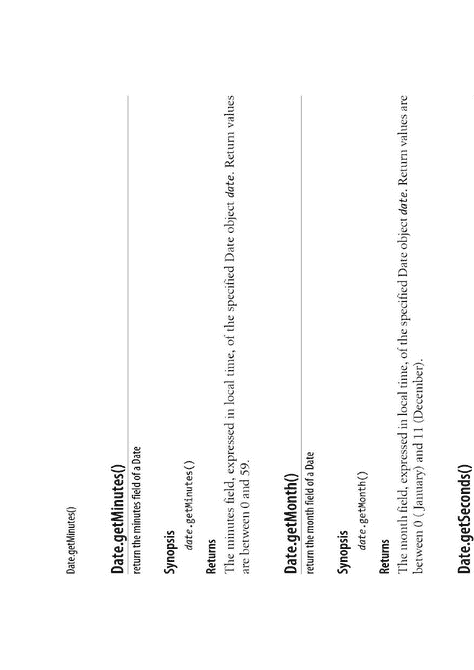 Date.getMinutes()
Date.getMinutes()
return the minutes field of a Date
Synopsis
date.getMinutes()
Returns
The minutes field, expressed in local time, of the specified Date object date. Return values
are between 0 and 59.
Date.getMonth()
return the month field of a Date
Synopsis
date.getMonth()
Returns
The month field, expressed in local time, of the specified Date object date. Return values are
between 0 ( January) and 11 (December).
Date.getSeconds()